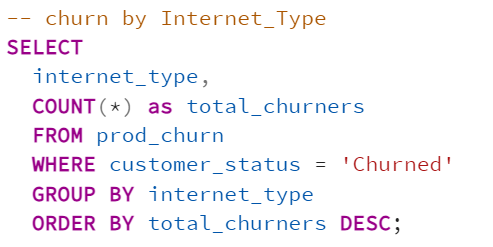 -- churn by Internet_Type
SELECT
internet_type,
COUNT(*) as total_churners
FROM prod_churn
WHERE customer_status = 'Churned'
GROUP BY internet_type
ORDER BY total_churners DESC;